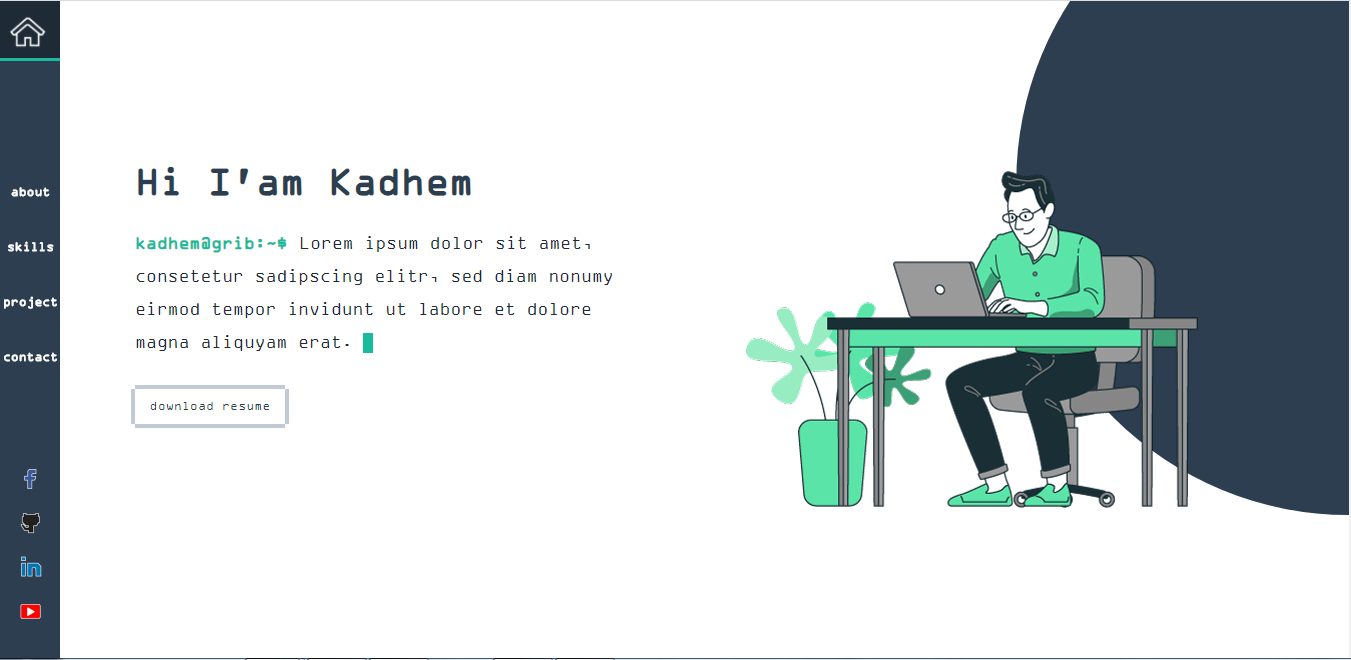 about
skills
project
contact
Hi I'am Kadhem
kadhem@grib:~$ Lorem ipsum dolor sit amet,
consetetur sadipscing elitr, sed diam nonumy
eirmod tempor invidunt ut labore et dolore
magna aliquyam erat.
download resume
in